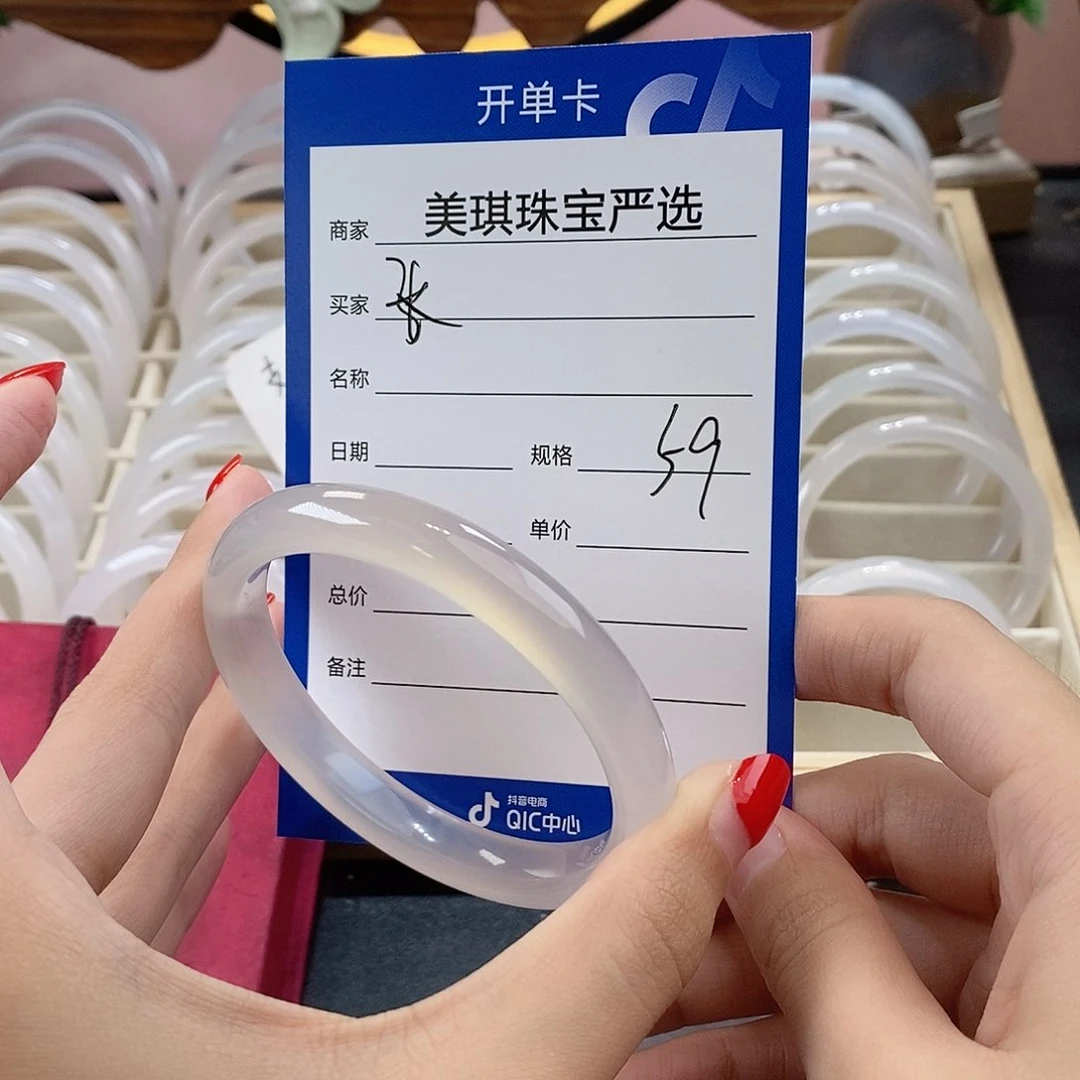 开单卡
商家 美琪珠宝严选
买家 张
名称
日期 规格 59
单价
总价
备注
抖音电商
QIC中心